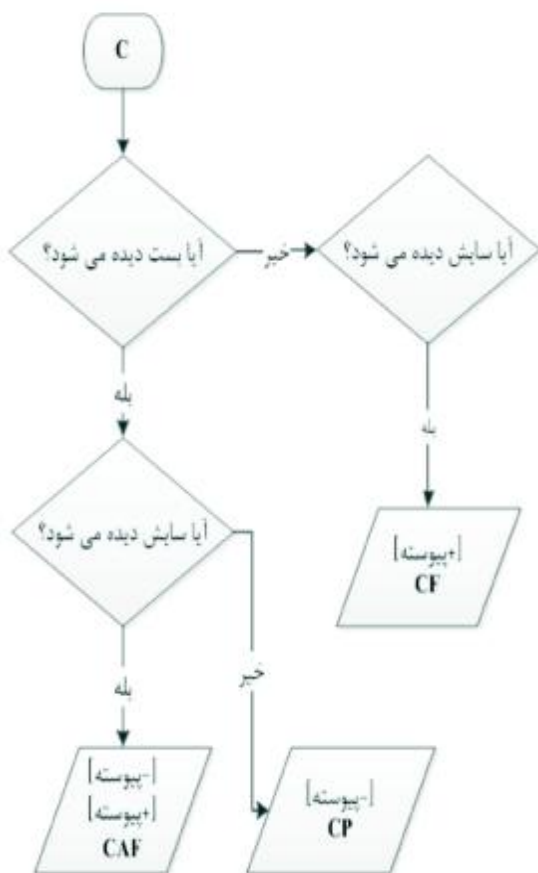 C
آیا بست دیده می شود؟
خیر
آیا سایش دیده می شود؟
بله
بله
آیا سایش دیده می شود؟
[+پیوسته]
CF
خیر
بله
[-پیوسته]
[+پیوسته]
CAF
[-پیوسته]
CP